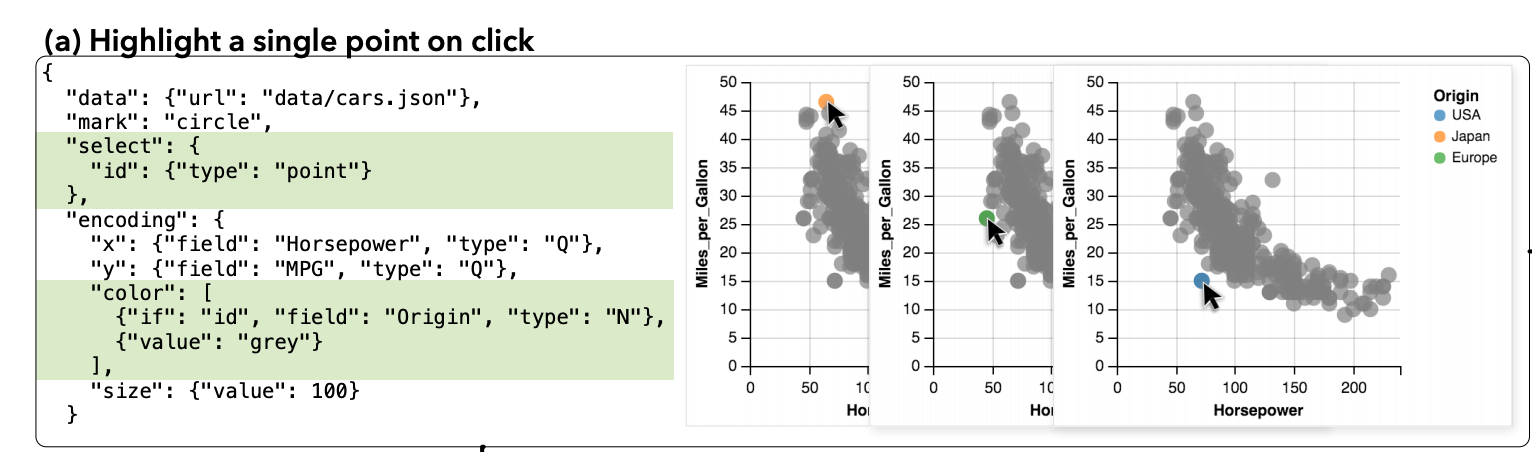 (a) Highlight a single point on click
{
"data": {"url": "data/cars.json"},
"mark": "circle",
"select": {
"id": {"type": "point"}
},
"encoding": {
"x": {"field": "Horsepower", "type": "Q"},
"y": {"field": "MPG", "type": "Q"},
"color": [
{"if": "id", "field": "Origin", "type": "N"},
{"value": "grey"}
],
"size": {"value": 100}
}
Miles_per_Gallon
50
45
40
35
30
25
20
15
10
5
0
0 50 10
Hor
Miles_per_Gallon
50
45
40
35
30
25
20
15
10
5
0
0 50 10
Hor
Miles_per_Gallon
50
45
40
35
30
25
20
15
10
5
0
0 50 100 150 200
Horsepower
Origin
USA
Japan
Europe